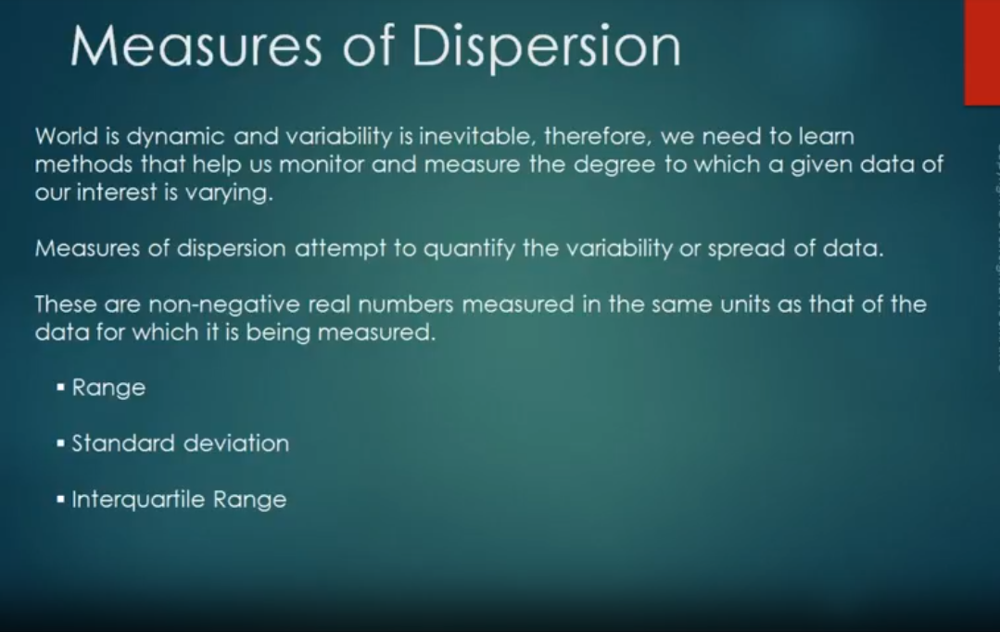 Measures of Dispersion
World is dynamic and variability is inevitable, therefore, we need to learn
methods that help us monitor and measure the degree to which a given data of
our interest is varying.
Measures of dispersion attempt to quantify the variability or spread of data.
These are non-negative real numbers measured in the same units as that of the
data for which it is being measured.
▪ Range
▪ Standard deviation
▪ Interquartile Range